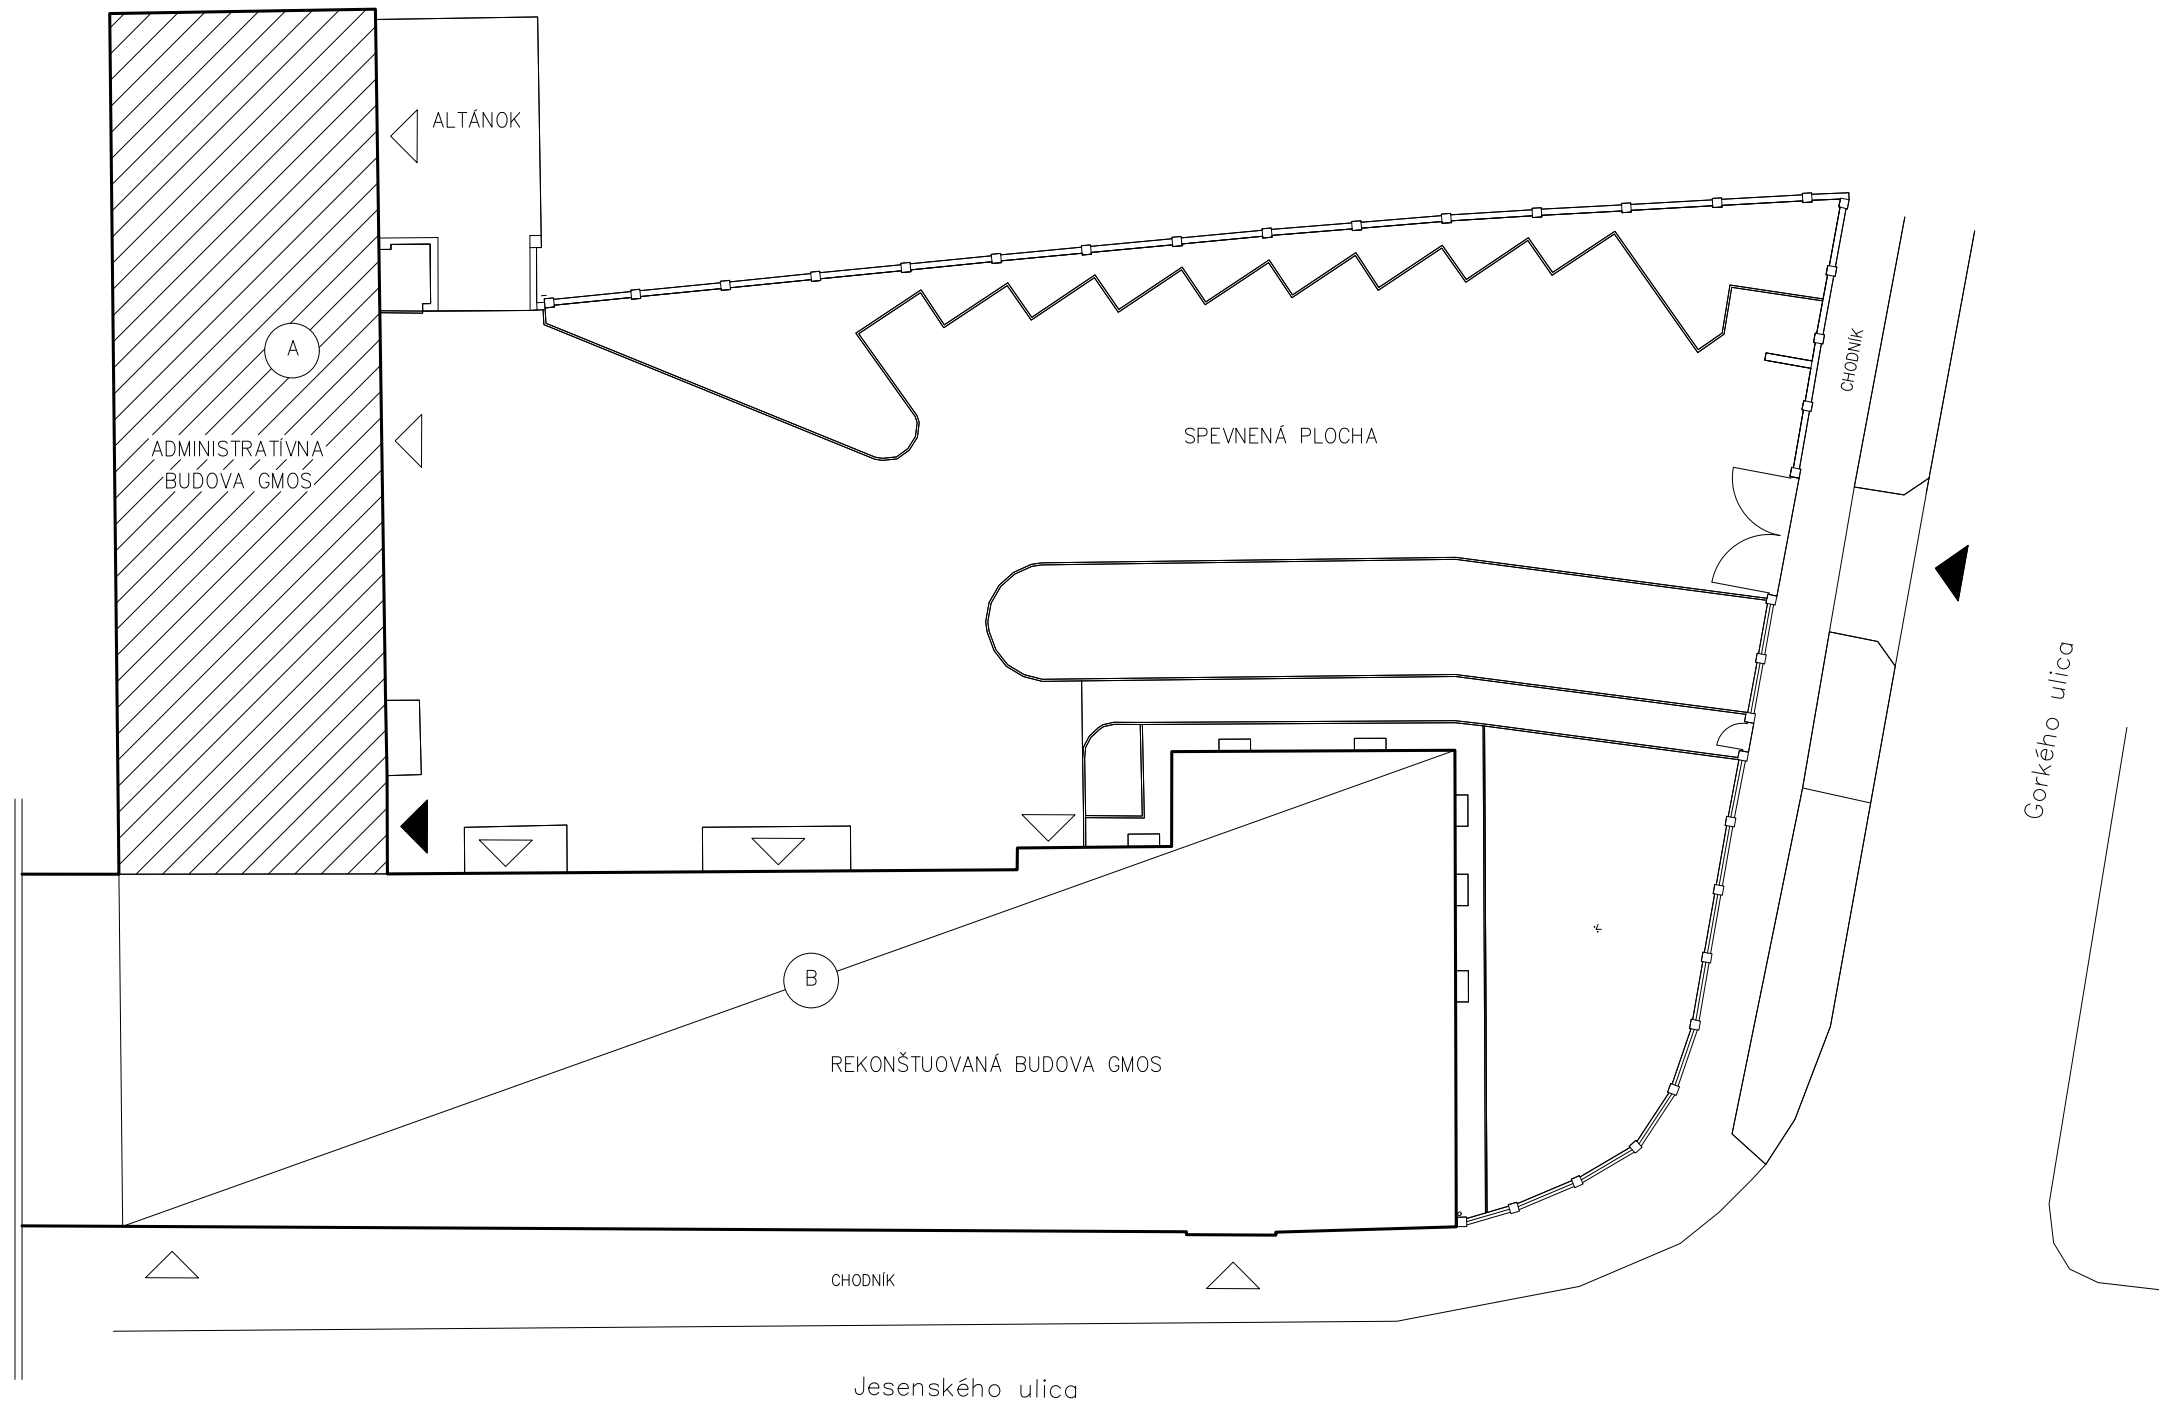 ALTÁNOK
A
CHODNÍK
ADMINISTRATÍVNA
BUDOVA GMOS
SPEVNENÁ PLOCHA
Gorkého ulica
B
REKONŠTUOVANÁ BUDOVA GMOS
CHODNÍK
Jesenského ulica